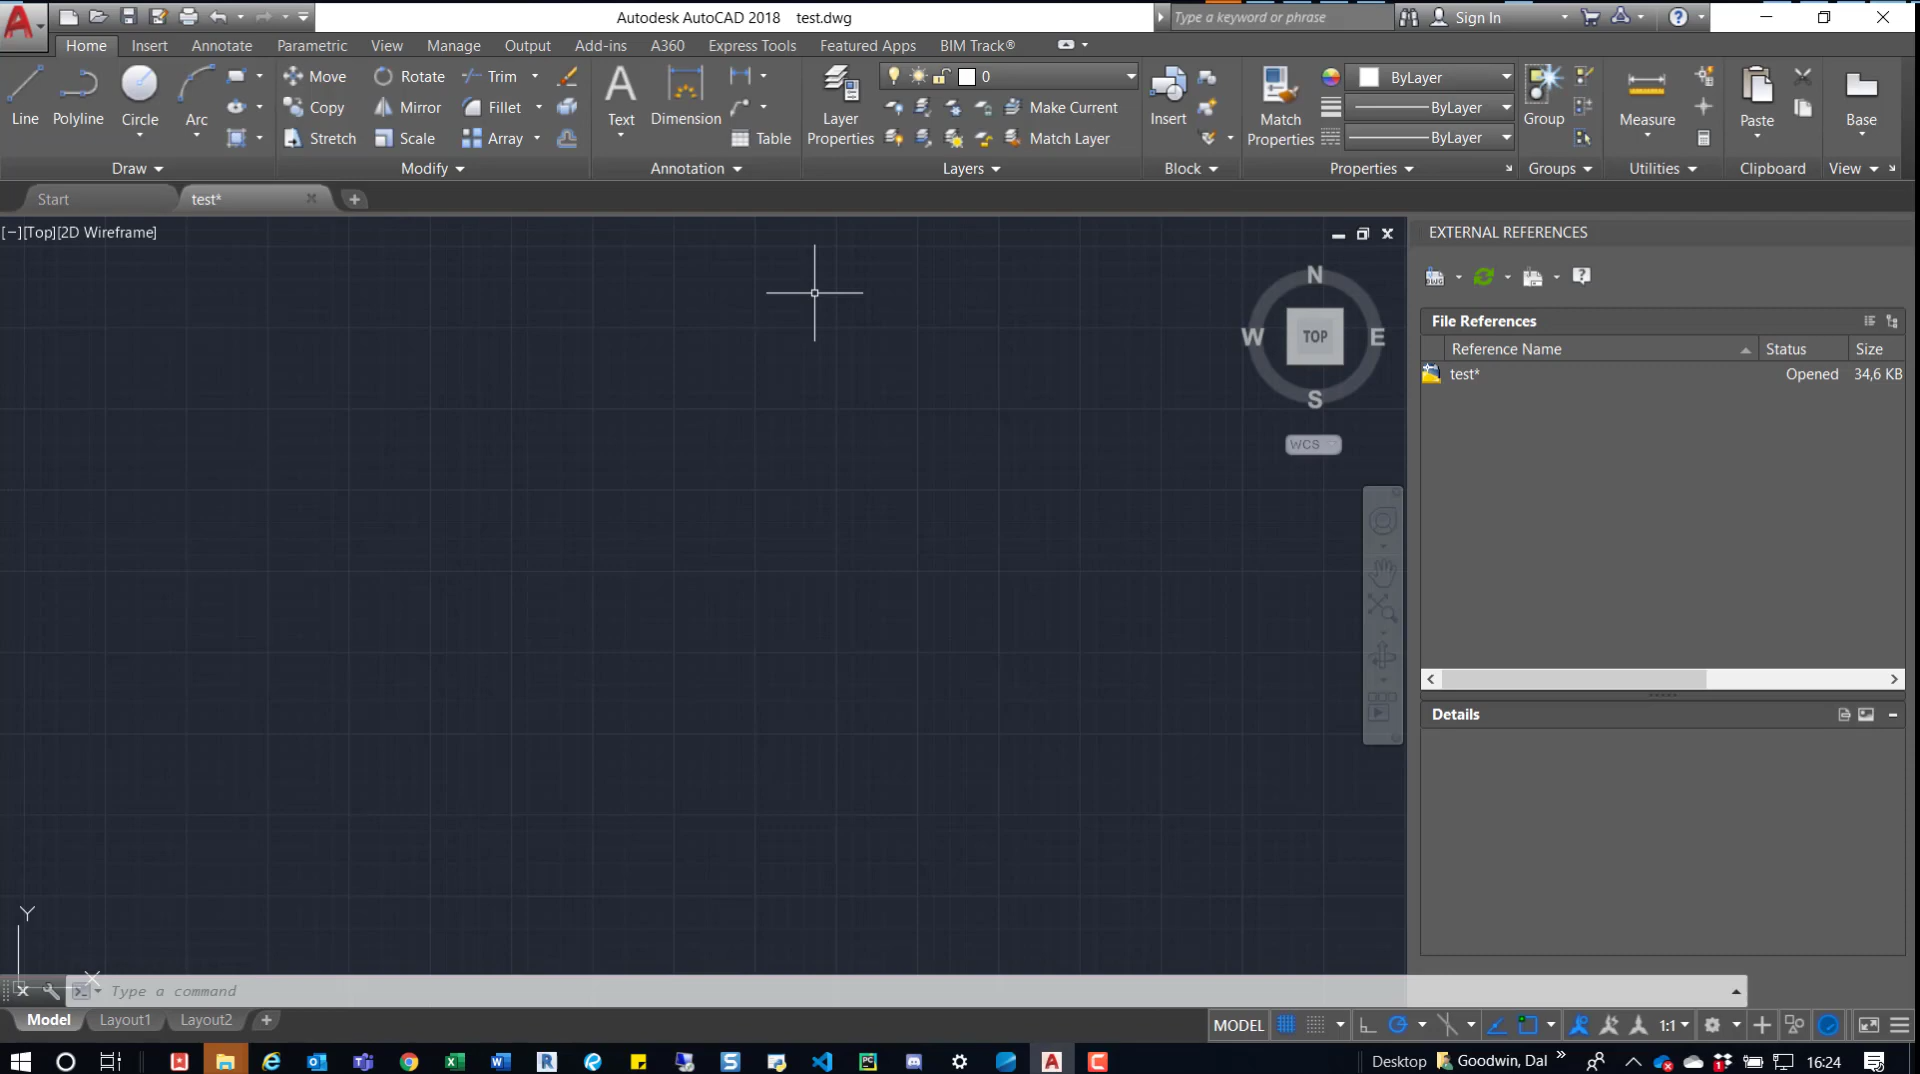 Autodesk AutoCAD 2018 test.dwg
Type a keyword or phrase
Sign In
Home Insert Annotate Parametric View Manage Output Add-ins A360 Express Tools Featured Apps BIM Track®
Line Polyline Circle Arc
Move Rotate Trim
Copy Mirror Fillet
Stretch Scale Array
Text Dimension
Table
Layer Properties
0
Make Current
Match Layer
Insert
Match Properties
ByLayer
ByLayer
ByLayer
Group
Measure
Paste
Base
Draw Modify Annotation Layers Block Properties Groups Utilities Clipboard View
Start test*
[−][Top][2D Wireframe]
N
W TOP E
S
WCS
EXTERNAL REFERENCES
File References
Reference Name Status Size
test* Opened 34,6 KB
Details
Y
X
Type a command
Model Layout1 Layout2
MODEL
1:1
Desktop
Goodwin, Dal
16:24